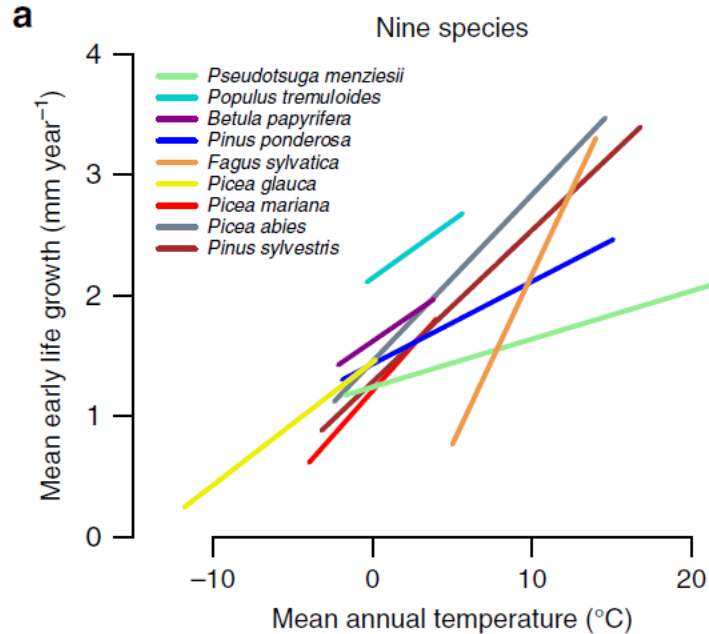 a
Nine species
Pseudotsuga menziesii
Populus tremuloides
Betula papyrifera
Pinus ponderosa
Fagus sylvatica
Picea glauca
Picea mariana
Picea abies
Pinus sylvestris
Mean early life growth (mm year⁻¹)
4
3
2
1
0
−10 0 10 20
Mean annual temperature (°C)